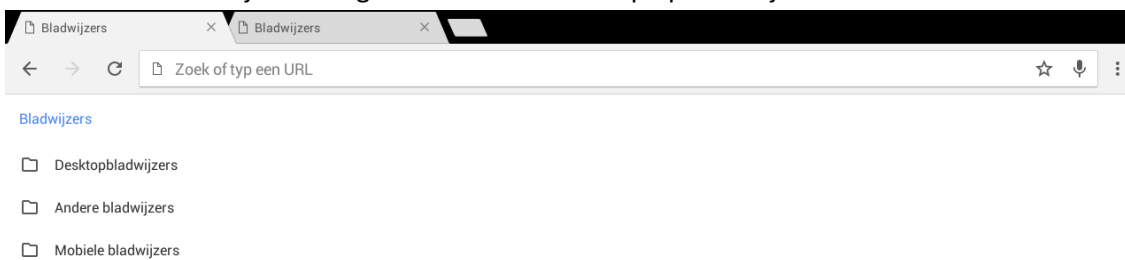 Bladwijzers Bladwijzers
Zoek of typ een URL
Bladwijzers
Desktopbladwijzers
Andere bladwijzers
Mobiele bladwijzers